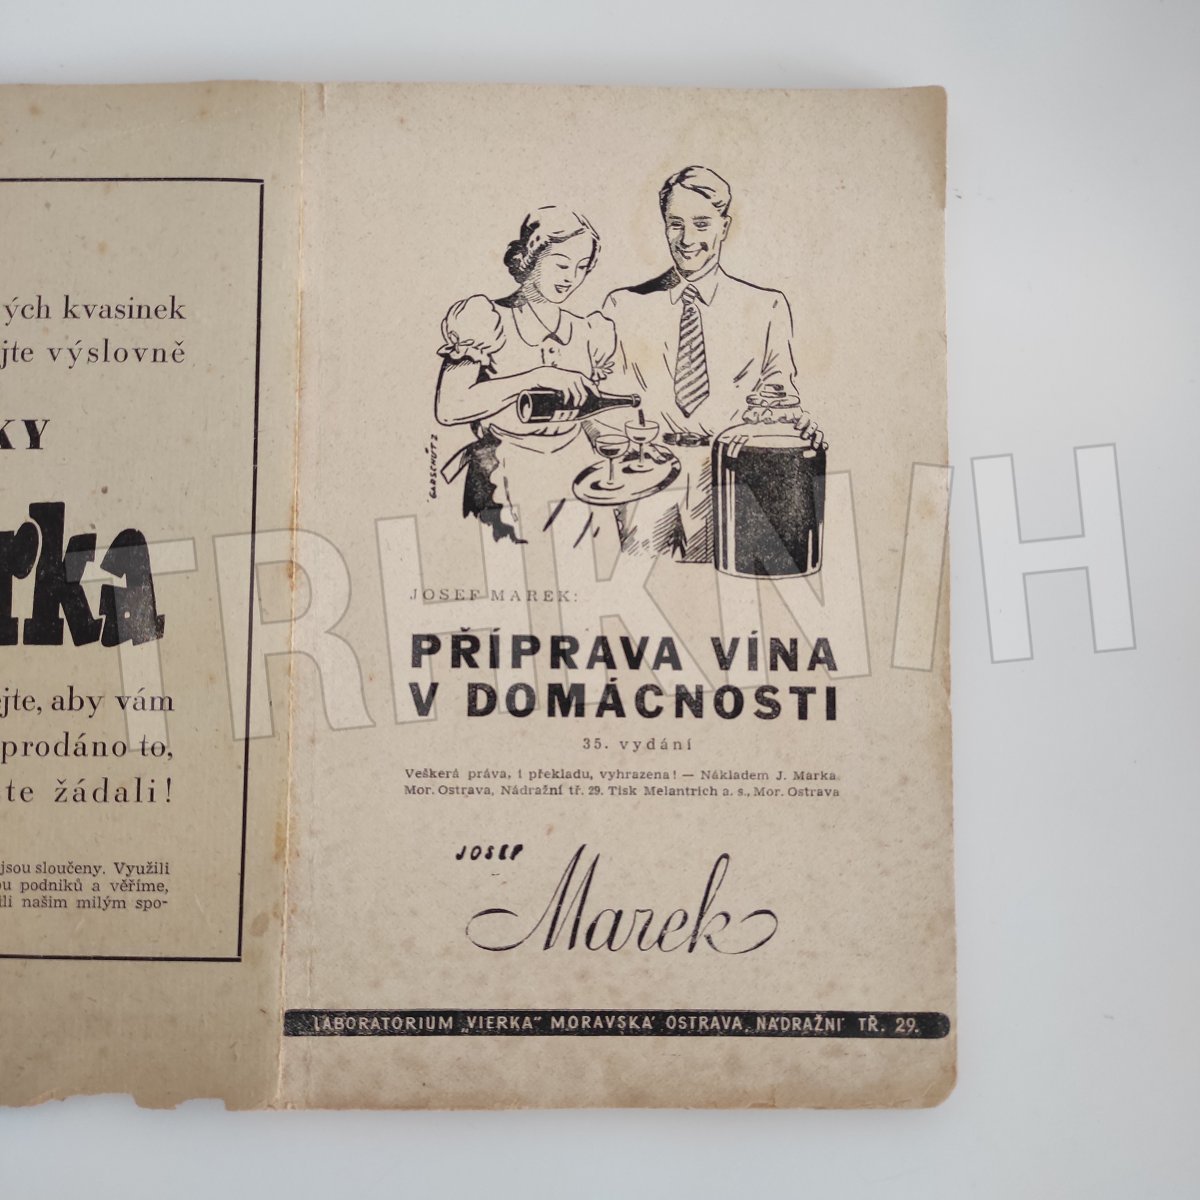 ých kvasinek
jte výslovně
KY
rka
jte, aby vám
prodáno to,
te žádali!
jsou sloučeny. Využili
podniků a věříme,
našim milým spo-
GLOSCHÜTZ
JOSEF MAREK:
PŘÍPRAVA VÍNA
V DOMÁCNOSTI
35. vydání
Veškerá práva, i překladu, vyhrazena! — Nákladem J. Marka
Mor. Ostrava, Nádražní tř. 29. Tisk Melantrich a. s., Mor. Ostrava
JOSEF
Marek
LABORATORIUM „VIERKA" MORAVSKÁ OSTRAVA, NÁDRAŽNÍ TŘ. 29.
TRHKNIH